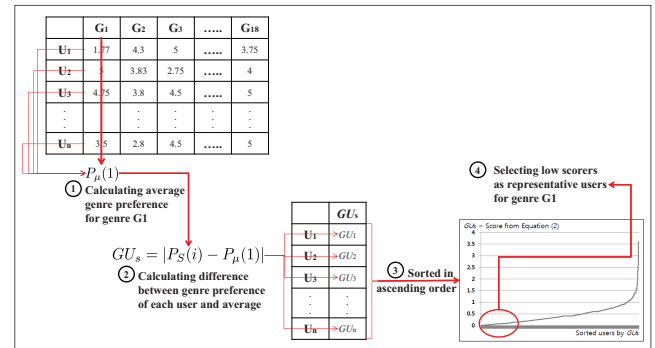 G1 G2 G3 ..... G18
U1 1.77 4.3 5 ..... 3.75
U2 5 3.83 2.75 ..... 4
U3 4.75 3.8 4.5 ..... 5
Un 3.5 2.8 4.5 ..... 5
Pμ(1)
1 Calculating average
genre preference
for genre G1
GUs = |PS(i) − Pμ(1)|
2 Calculating difference
between genre preference
of each user and average
GUs
U1 GU1
U2 GU2
U3 GU3
Un GUn
3 Sorted in
ascending order
4 Selecting low scorers
as representative users
for genre G1
GUs – Score from Equation (2)
4
3.5
3
2.5
2
1.5
1
0.5
0
Sorted users by GUs